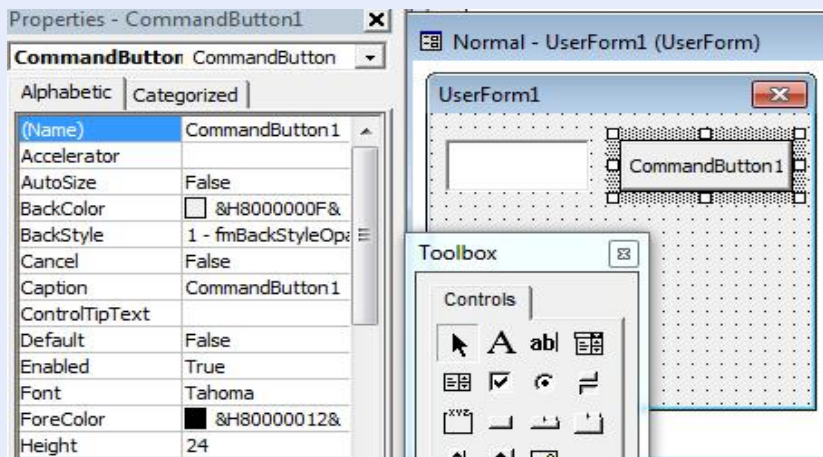 Properties - CommandButton1
CommandButton CommandButton
Alphabetic Categorized
(Name) CommandButton1
Accelerator
AutoSize False
BackColor &H8000000F&
BackStyle 1 - fmBackStyleOpa
Cancel False
Caption CommandButton1
ControlTipText
Default False
Enabled True
Font Tahoma
ForeColor &H80000012&
Height 24
Normal - UserForm1 (UserForm)
UserForm1
CommandButton1
Toolbox
Controls
A ab|
xyz